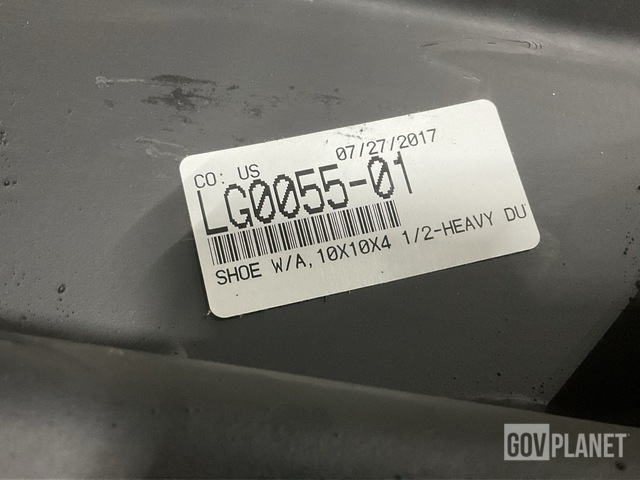 07/27/2017
CO: US
LG0055-01
SHOE W/A,10X10X4 1/2-HEAVY DU
GOVPLANET